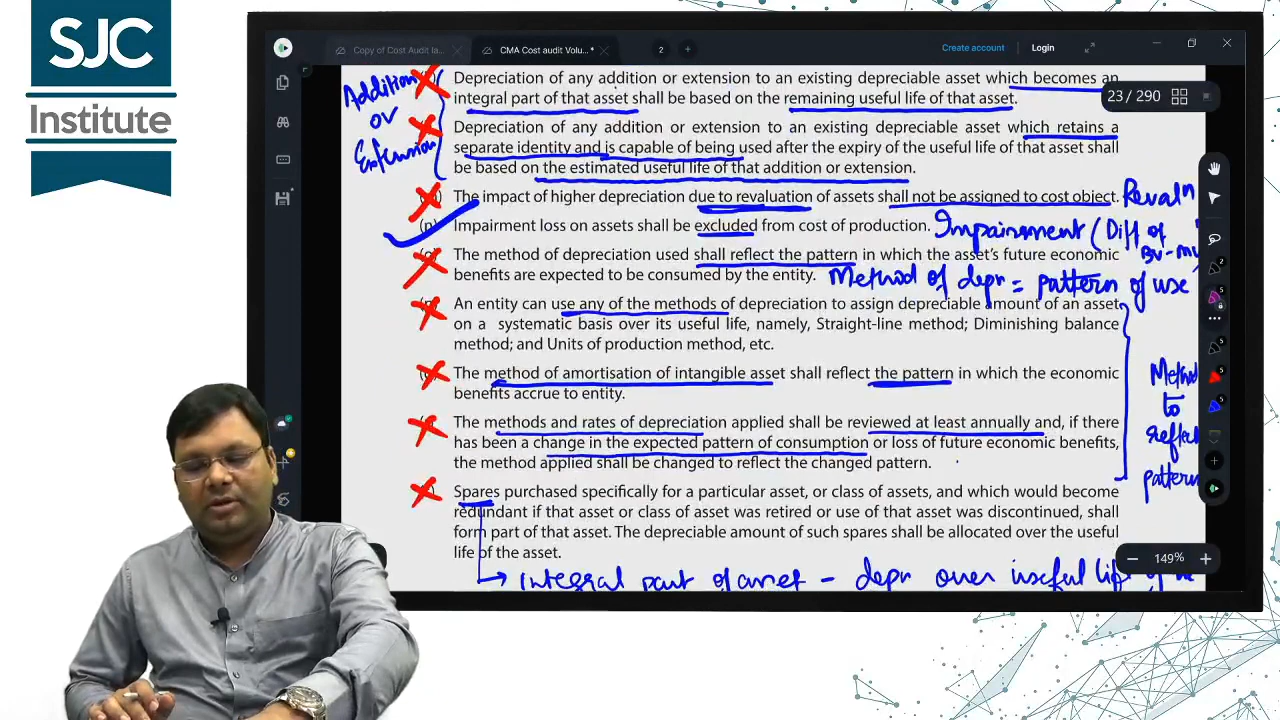 SJC
Institute
Copy of Cost Audit la...
CMA Cost audit Volu...*
2
Create account
Login
23 / 290
Addition
or
Extension
Depreciation of any addition or extension to an existing depreciable asset which becomes an
integral part of that asset shall be based on the remaining useful life of that asset.
Depreciation of any addition or extension to an existing depreciable asset which retains a
separate identity and is capable of being used after the expiry of the useful life of that asset shall
be based on the estimated useful life of that addition or extension.
The impact of higher depreciation due to revaluation of assets shall not be assigned to cost object. Revaln
(n) Impairment loss on assets shall be excluded from cost of production. Impairement (Diff of
BV-MV
The method of depreciation used shall reflect the pattern in which the asset's future economic
benefits are expected to be consumed by the entity. Method of depr = pattern of use
An entity can use any of the methods of depreciation to assign depreciable amount of an asset
on a systematic basis over its useful life, namely, Straight-line method; Diminishing balance
method; and Units of production method, etc.
The method of amortisation of intangible asset shall reflect the pattern in which the economic
benefits accrue to entity.
Method
to
reflect
pattern
The methods and rates of depreciation applied shall be reviewed at least annually and, if there
has been a change in the expected pattern of consumption or loss of future economic benefits,
the method applied shall be changed to reflect the changed pattern.
Spares purchased specifically for a particular asset, or class of assets, and which would become
redundant if that asset or class of asset was retired or use of that asset was discontinued, shall
form part of that asset. The depreciable amount of such spares shall be allocated over the useful
life of the asset.
149%
integral part of asset - depr over useful life of